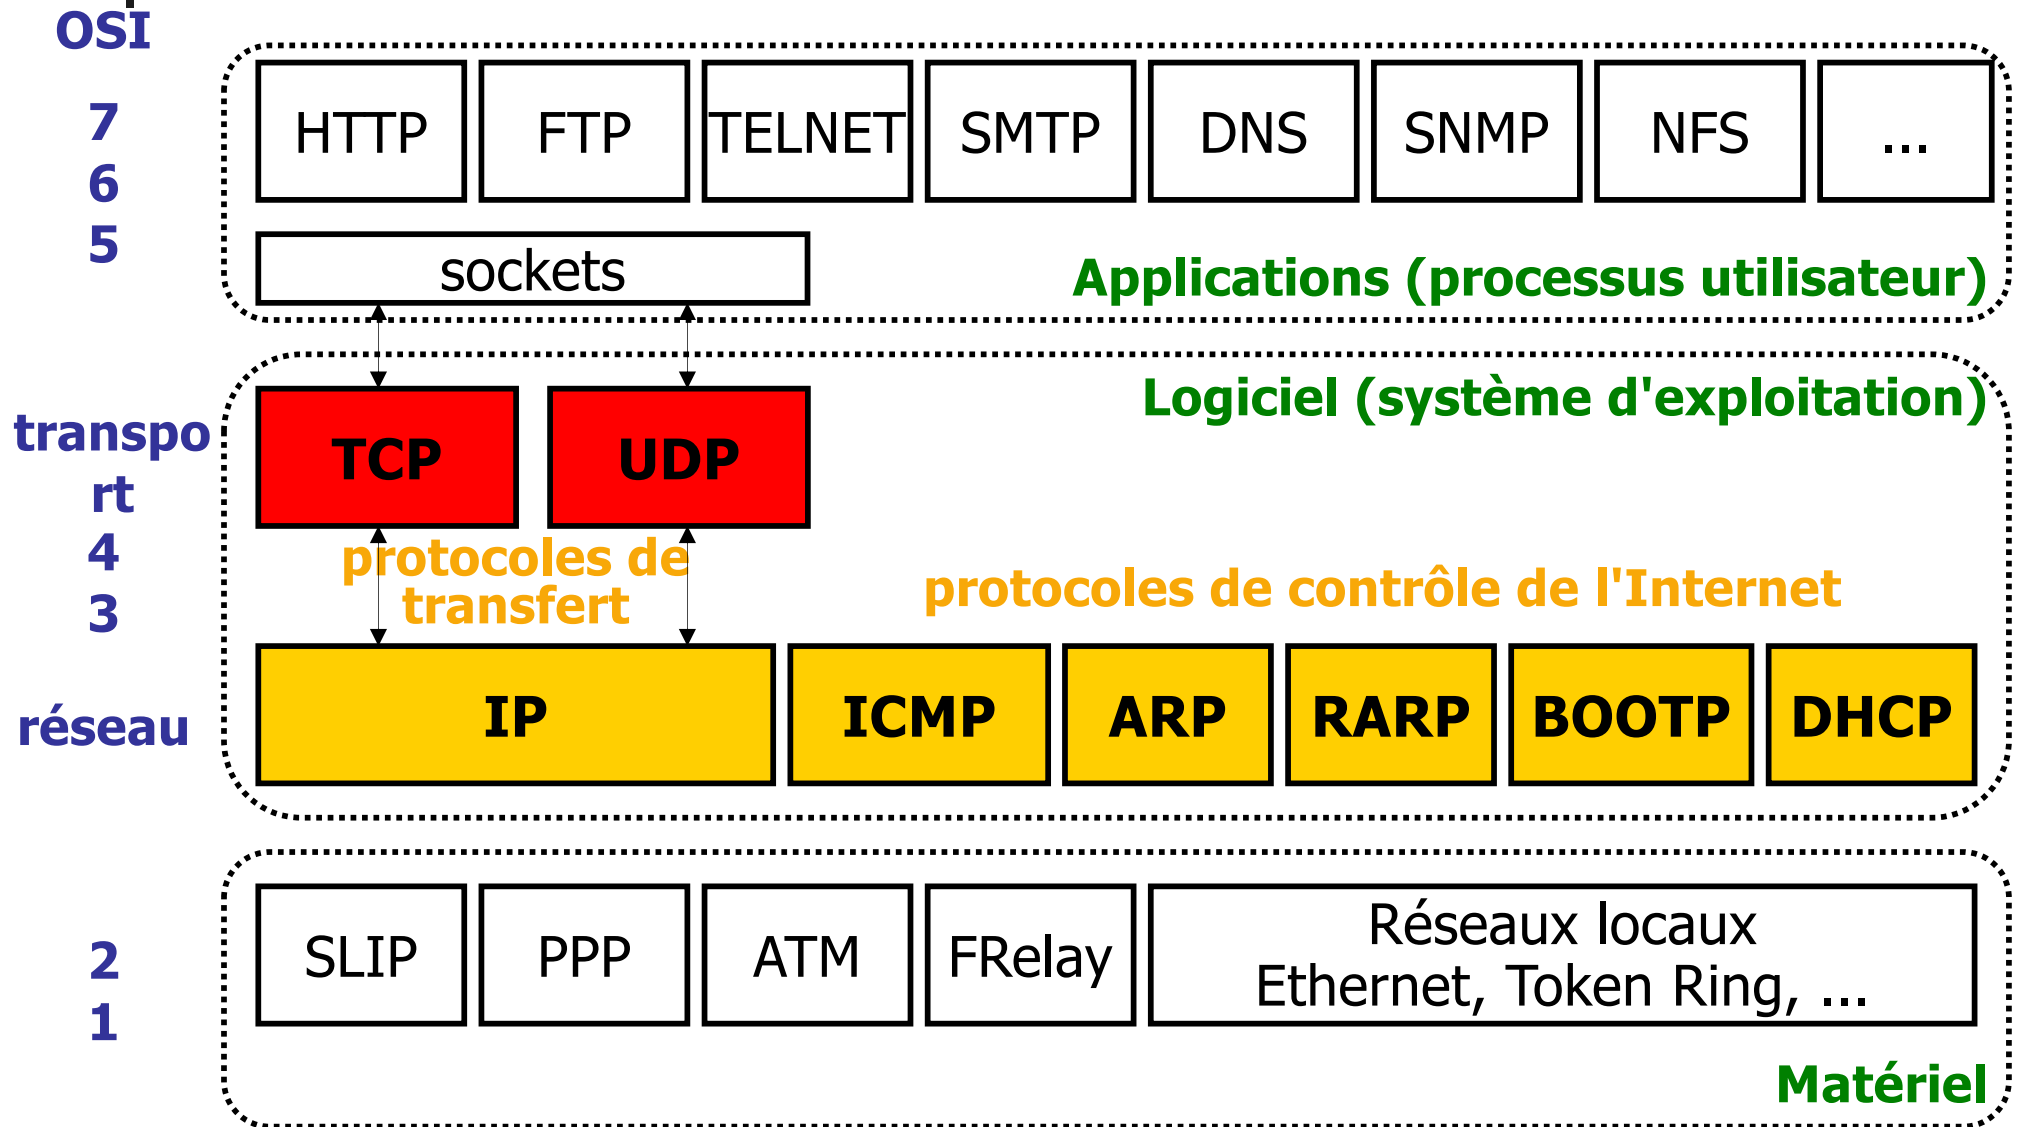 OSI
7
6
5
HTTP
FTP
TELNET
SMTP
DNS
SNMP
NFS
...
sockets
Applications (processus utilisateur)
Logiciel (système d'exploitation)
transpo
rt
4
3
réseau
TCP
UDP
protocoles de
transfert
protocoles de contrôle de l'Internet
IP
ICMP
ARP
RARP
BOOTP
DHCP
2
1
SLIP
PPP
ATM
FRelay
Réseaux locaux
Ethernet, Token Ring, ...
Matériel